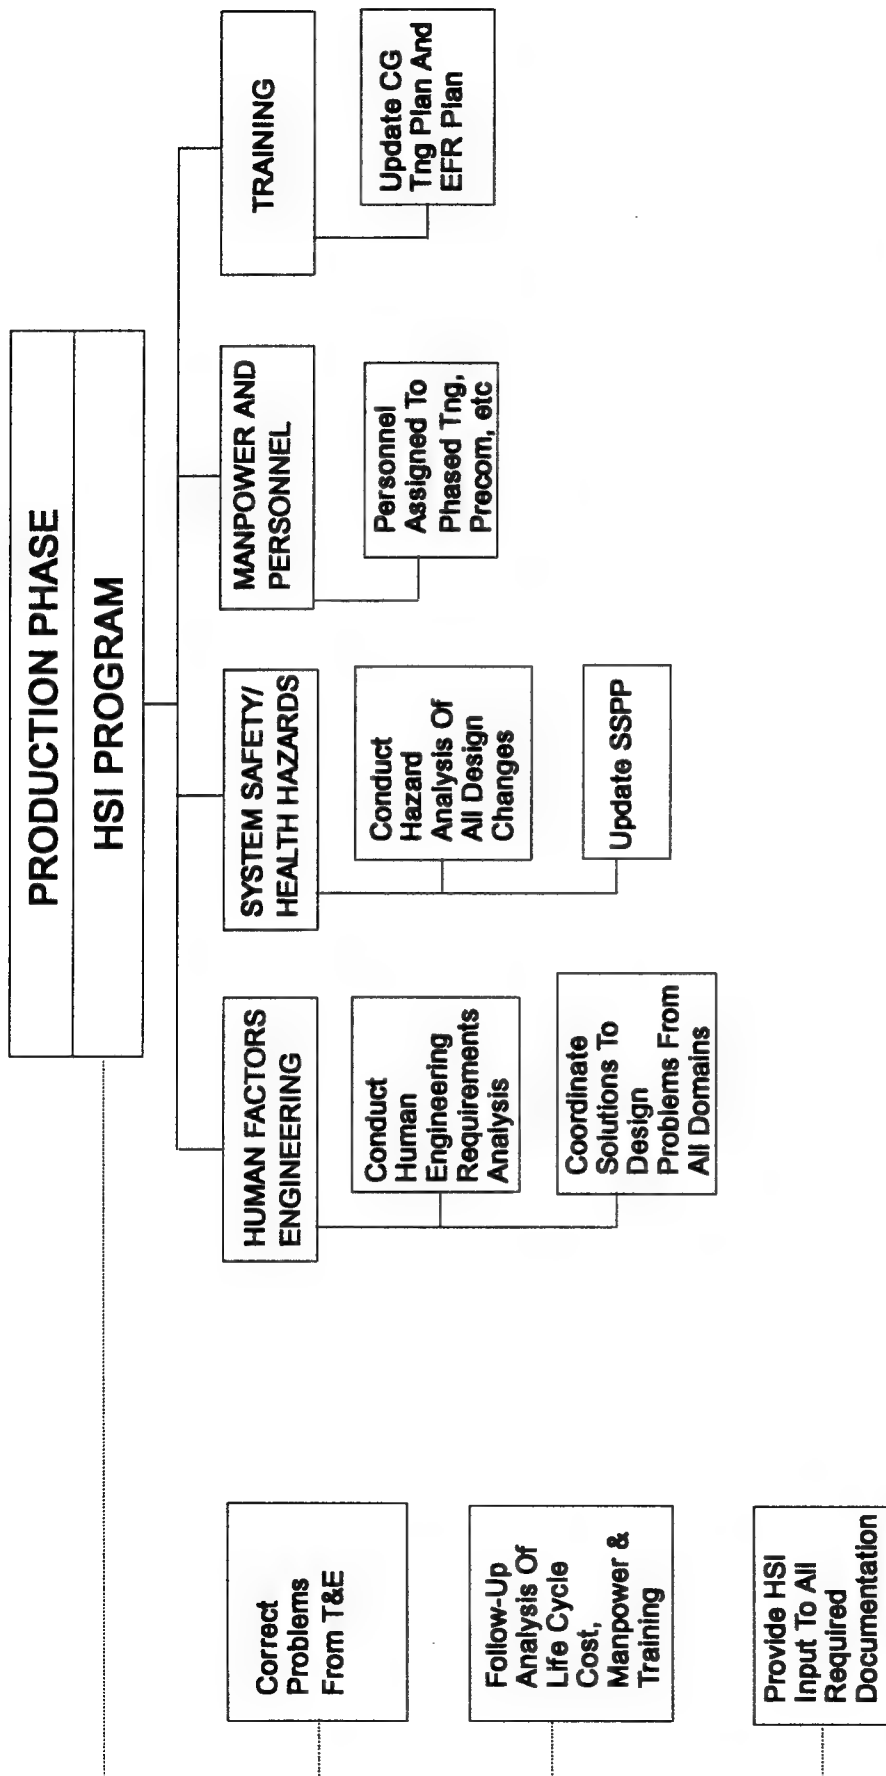 PRODUCTION PHASE
HSI PROGRAM
Correct
Problems
From T&E
Follow-Up
Analysis Of
Life Cycle
Cost,
Manpower &
Training
Provide HSI
Input To All
Required
Documentation
HUMAN FACTORS
ENGINEERING
Conduct
Human
Engineering
Requirements
Analysis
Coordinate
Solutions To
Design
Problems From
All Domains
SYSTEM SAFETY/
HEALTH HAZARDS
Conduct
Hazard
Analysis Of
All Design
Changes
Update SSPP
MANPOWER AND
PERSONNEL
Personnel
Assigned To
Phased Tng,
Precom, etc
TRAINING
Update CG
Tng Plan And
EFR Plan